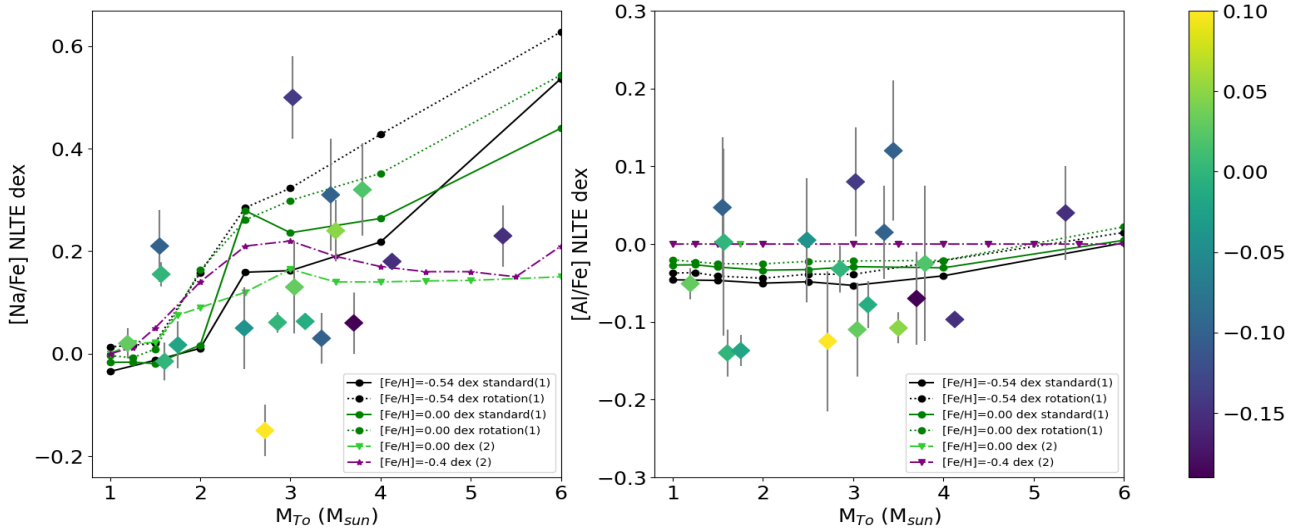 [Na/Fe] NLTE dex
0.6
0.4
0.2
0.0
−0.2
1 2 3 4 5 6
M_To (M_sun)
[Fe/H]=-0.54 dex standard(1)
[Fe/H]=-0.54 dex rotation(1)
[Fe/H]=0.00 dex standard(1)
[Fe/H]=0.00 dex rotation(1)
[Fe/H]=0.00 dex (2)
[Fe/H]=-0.4 dex (2)
[Al/Fe] NLTE dex
0.3
0.2
0.1
0.0
−0.1
−0.2
−0.3
1 2 3 4 5 6
M_To (M_sun)
[Fe/H]=-0.54 dex standard(1)
[Fe/H]=-0.54 dex rotation(1)
[Fe/H]=0.00 dex standard(1)
[Fe/H]=0.00 dex rotation(1)
[Fe/H]=0.00 dex (2)
[Fe/H]=-0.4 dex (2)
0.10
0.05
0.00
−0.05
−0.10
−0.15